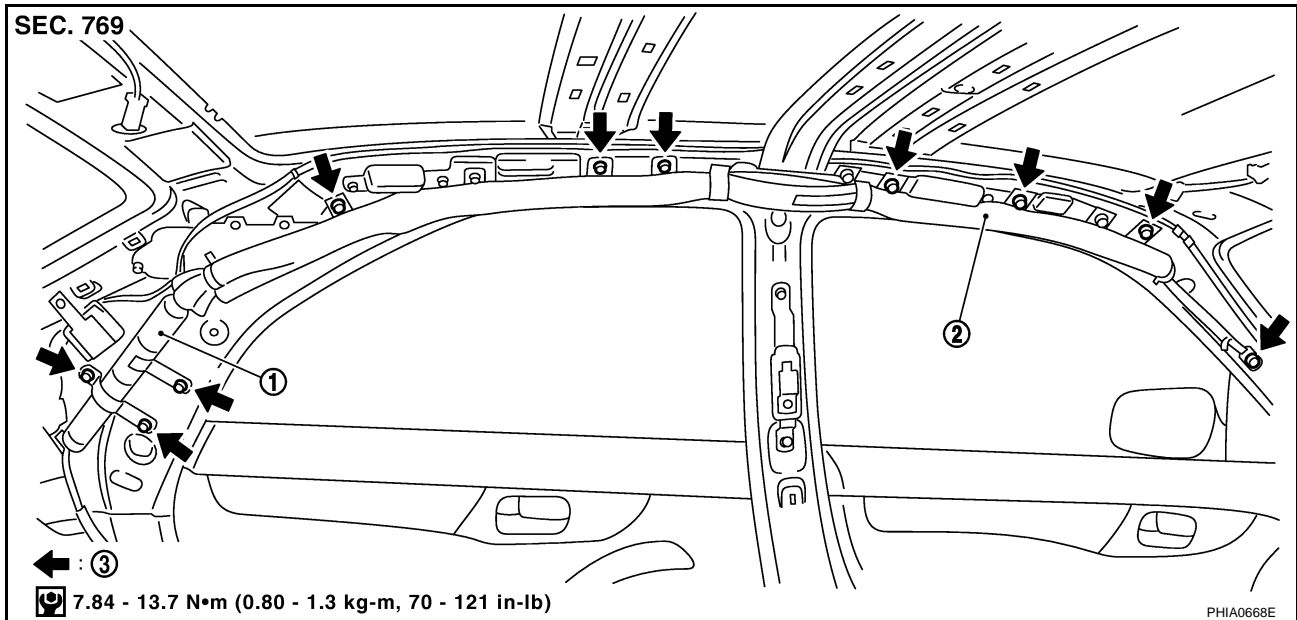 SEC. 769
②
①
: ③
7.84 - 13.7 N•m (0.80 - 1.3 kg-m, 70 - 121 in-lb)
PHIA0668E